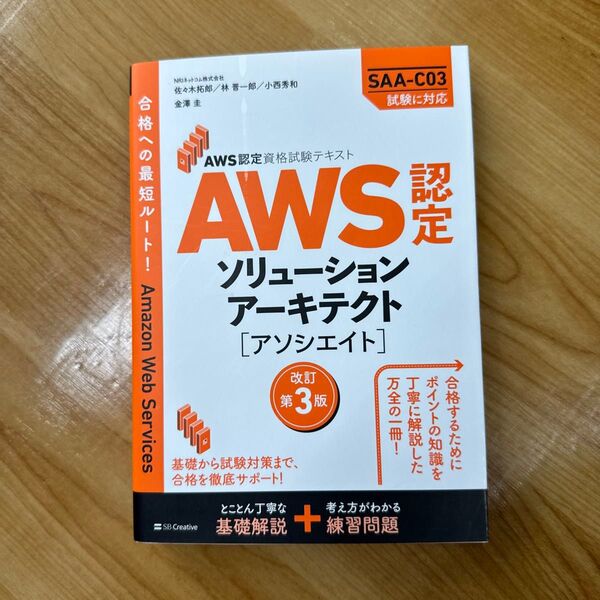 NRIネットコム株式会社
佐々木拓郎／林 晋一郎／小西秀和
金澤 圭
SAA-C03
試験に対応
合格への最短ルート！ Amazon Web Services
AWS認定資格試験テキスト
AWS認定
ソリューション
アーキテクト
［アソシエイト］
改訂
第3版
合格するために
ポイントの知識を
丁寧に解説した
万全の一冊！
基礎から試験対策まで、
合格を徹底サポート！
とことん丁寧な
基礎解説
+
考え方がわかる
練習問題
SB Creative